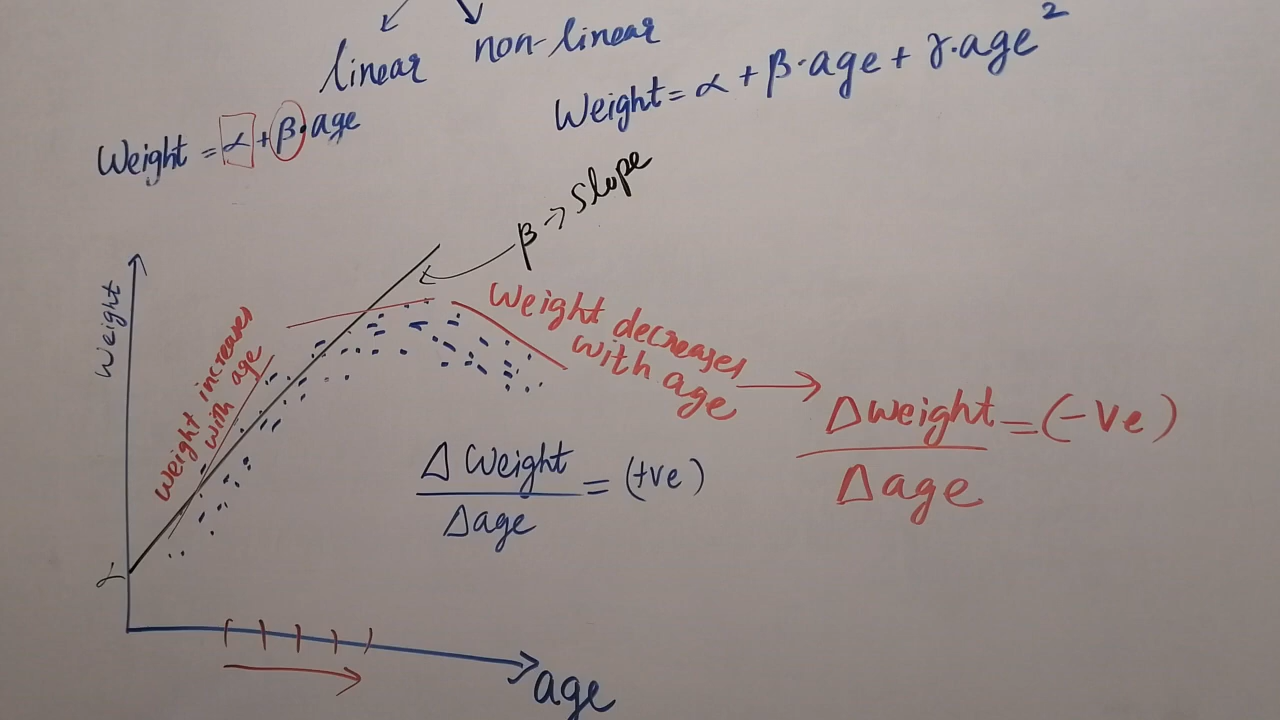 linear non-linear
Weight = α + β·age
Weight = α + β·age + γ·age²
β → Slope
Weight
Weight increases
with age
Weight decreases
with age
Δ Weight
Δage
= (+ve)
Δweight
Δage
= (-ve)
α
age